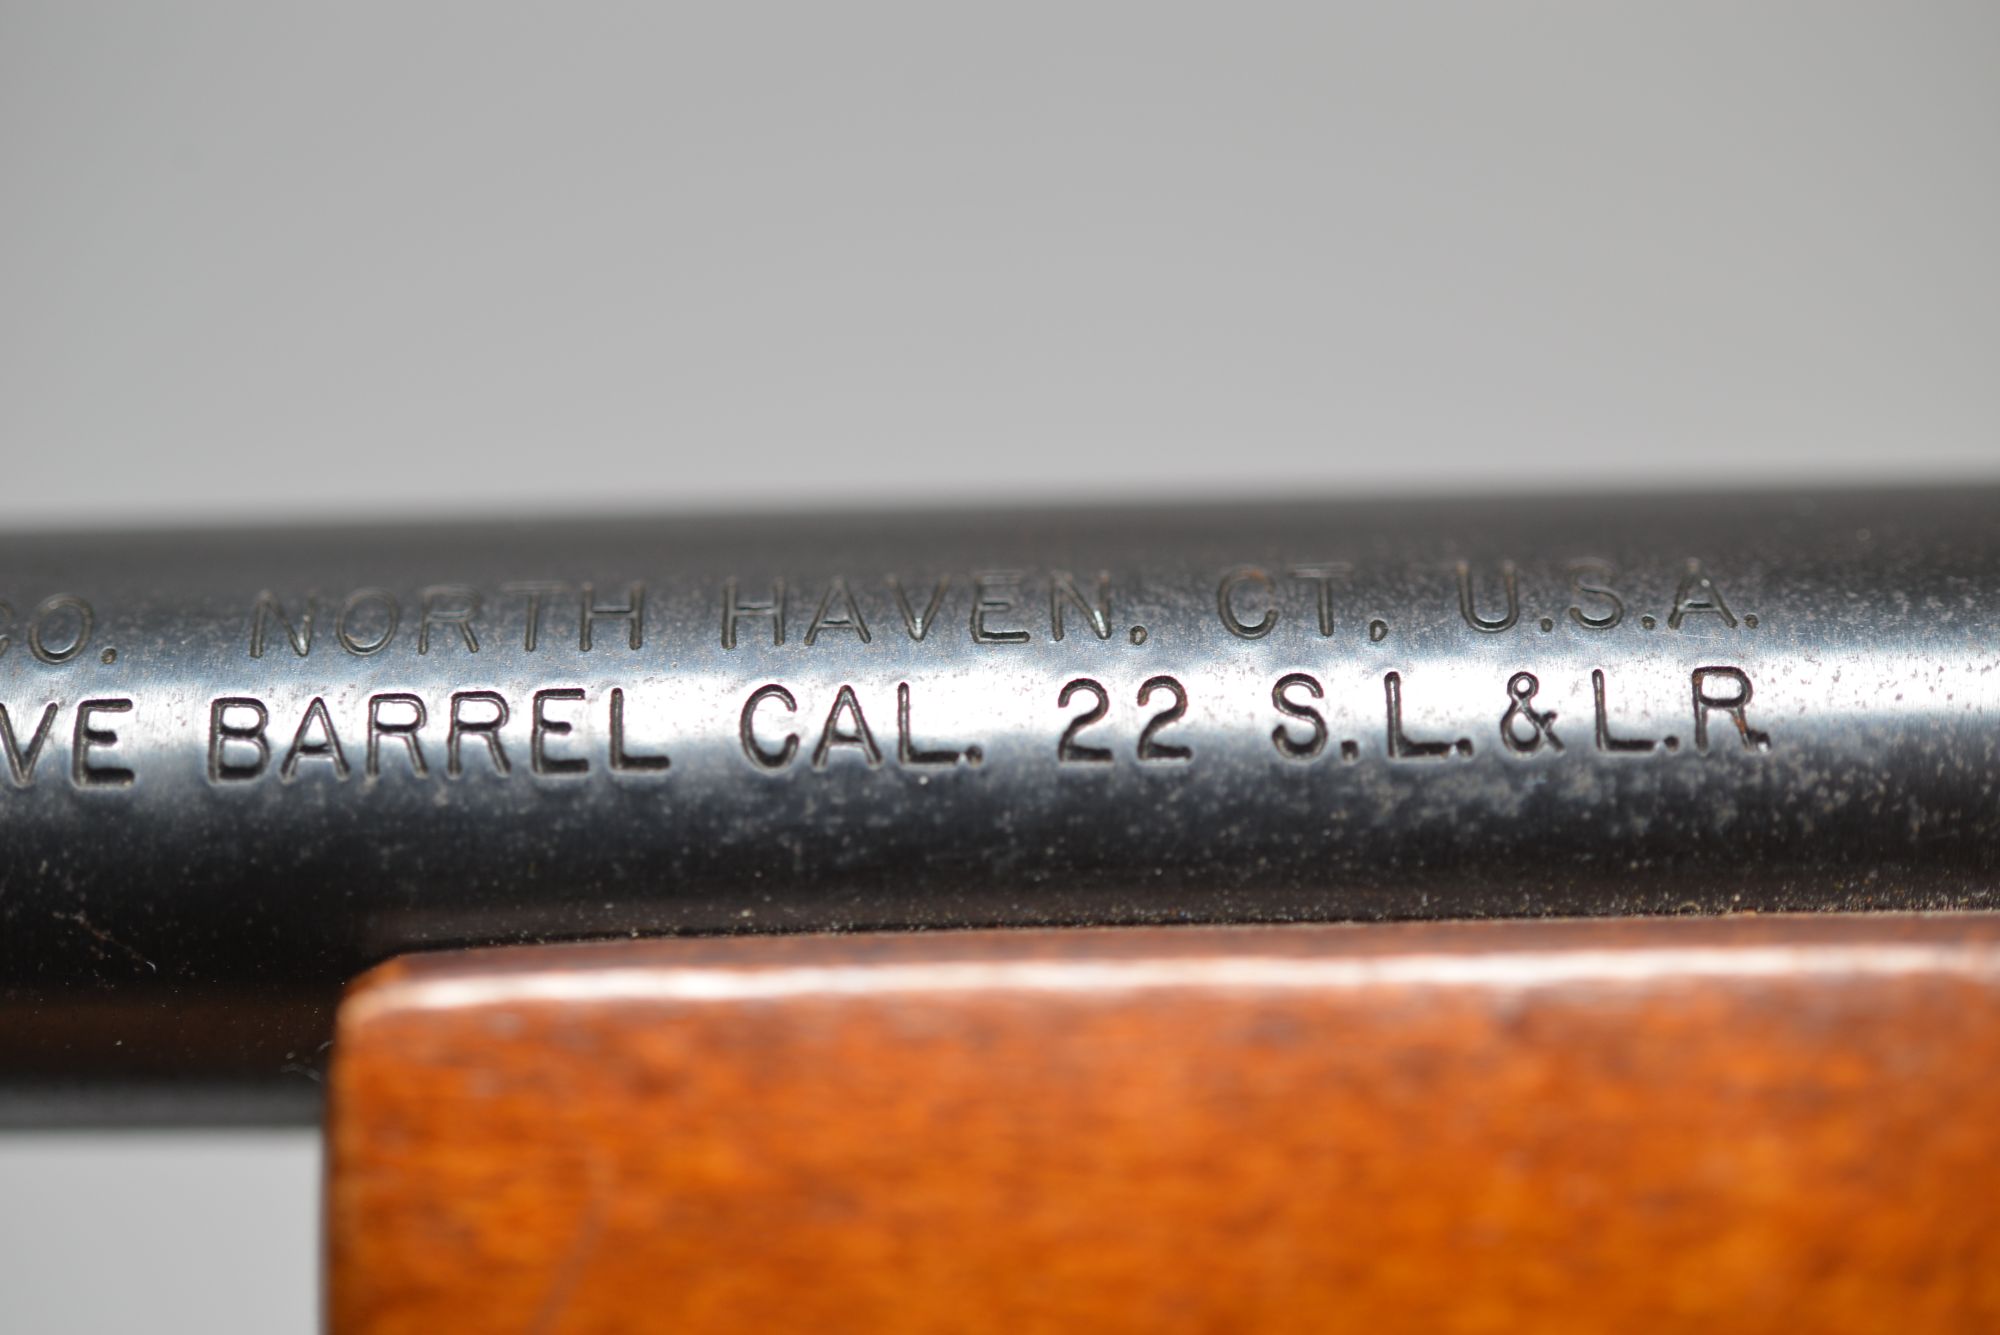 CO. NORTH HAVEN, CT, U.S.A.
VE BARREL CAL. 22 S.L.&L.R.